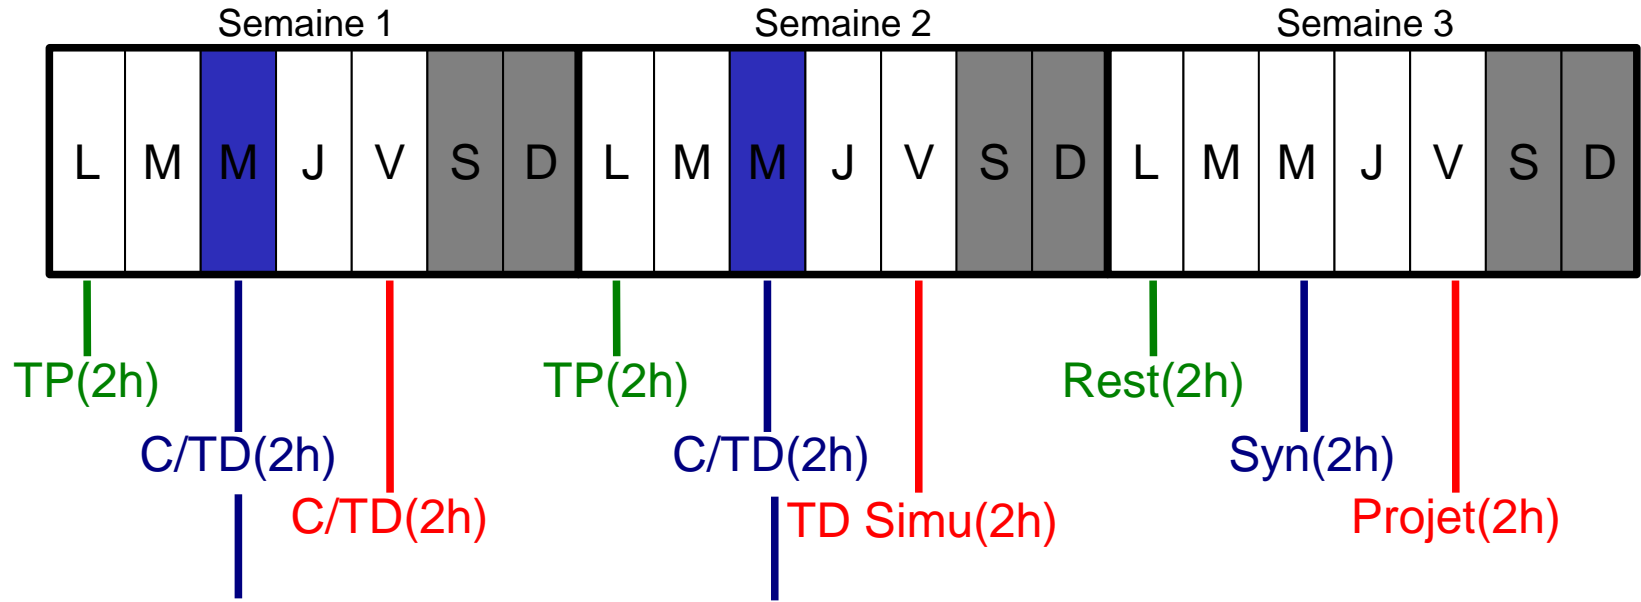 Semaine 1 Semaine 2 Semaine 3
L M M J V S D L M M J V S D L M M J V S D
TP(2h) TP(2h) Rest(2h)
C/TD(2h) C/TD(2h) Syn(2h)
C/TD(2h) TD Simu(2h) Projet(2h)